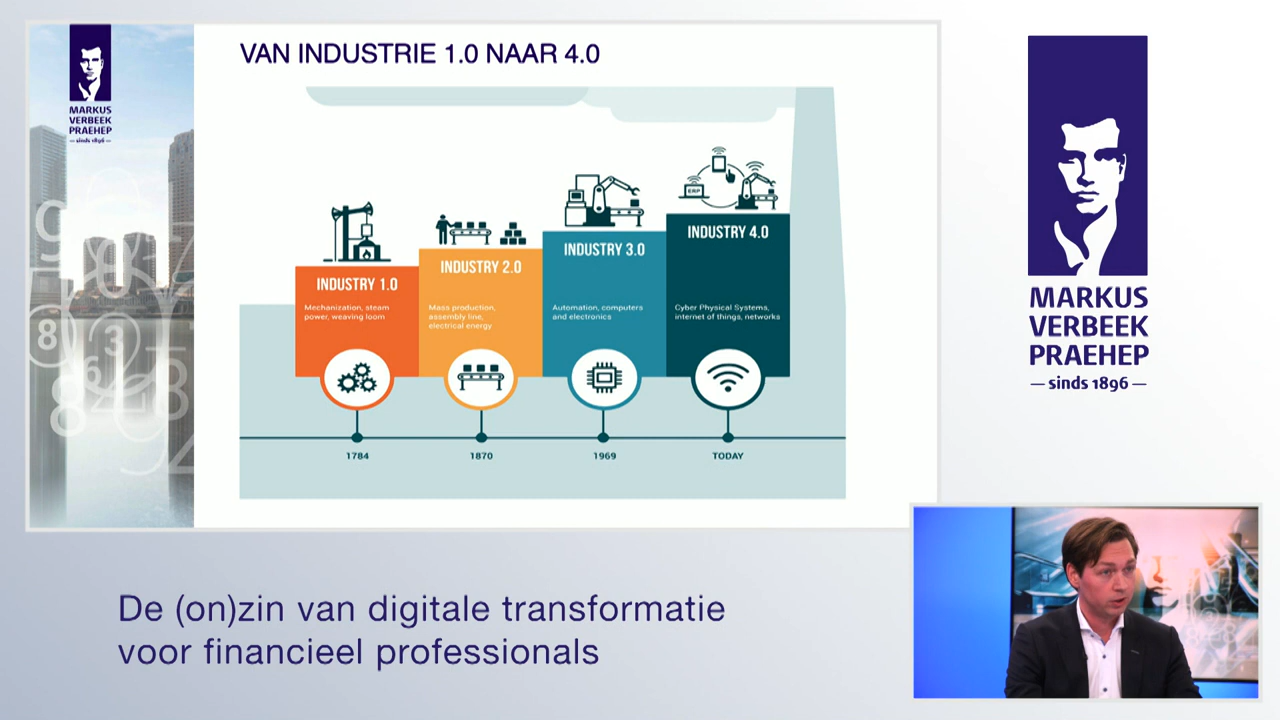 MARKUS
VERBEEK
PRAEHEP
— sinds 1896 —
VAN INDUSTRIE 1.0 NAAR 4.0
INDUSTRY 1.0
Mechanization, steam
power, weaving loom
INDUSTRY 2.0
Mass production,
assembly line,
electrical energy
INDUSTRY 3.0
Automation, computers
and electronics
ERP
INDUSTRY 4.0
Cyber Physical Systems,
internet of things, networks
1784
1870
1969
TODAY
MARKUS
VERBEEK
PRAEHEP
— sinds 1896 —
De (on)zin van digitale transformatie
voor financieel professionals